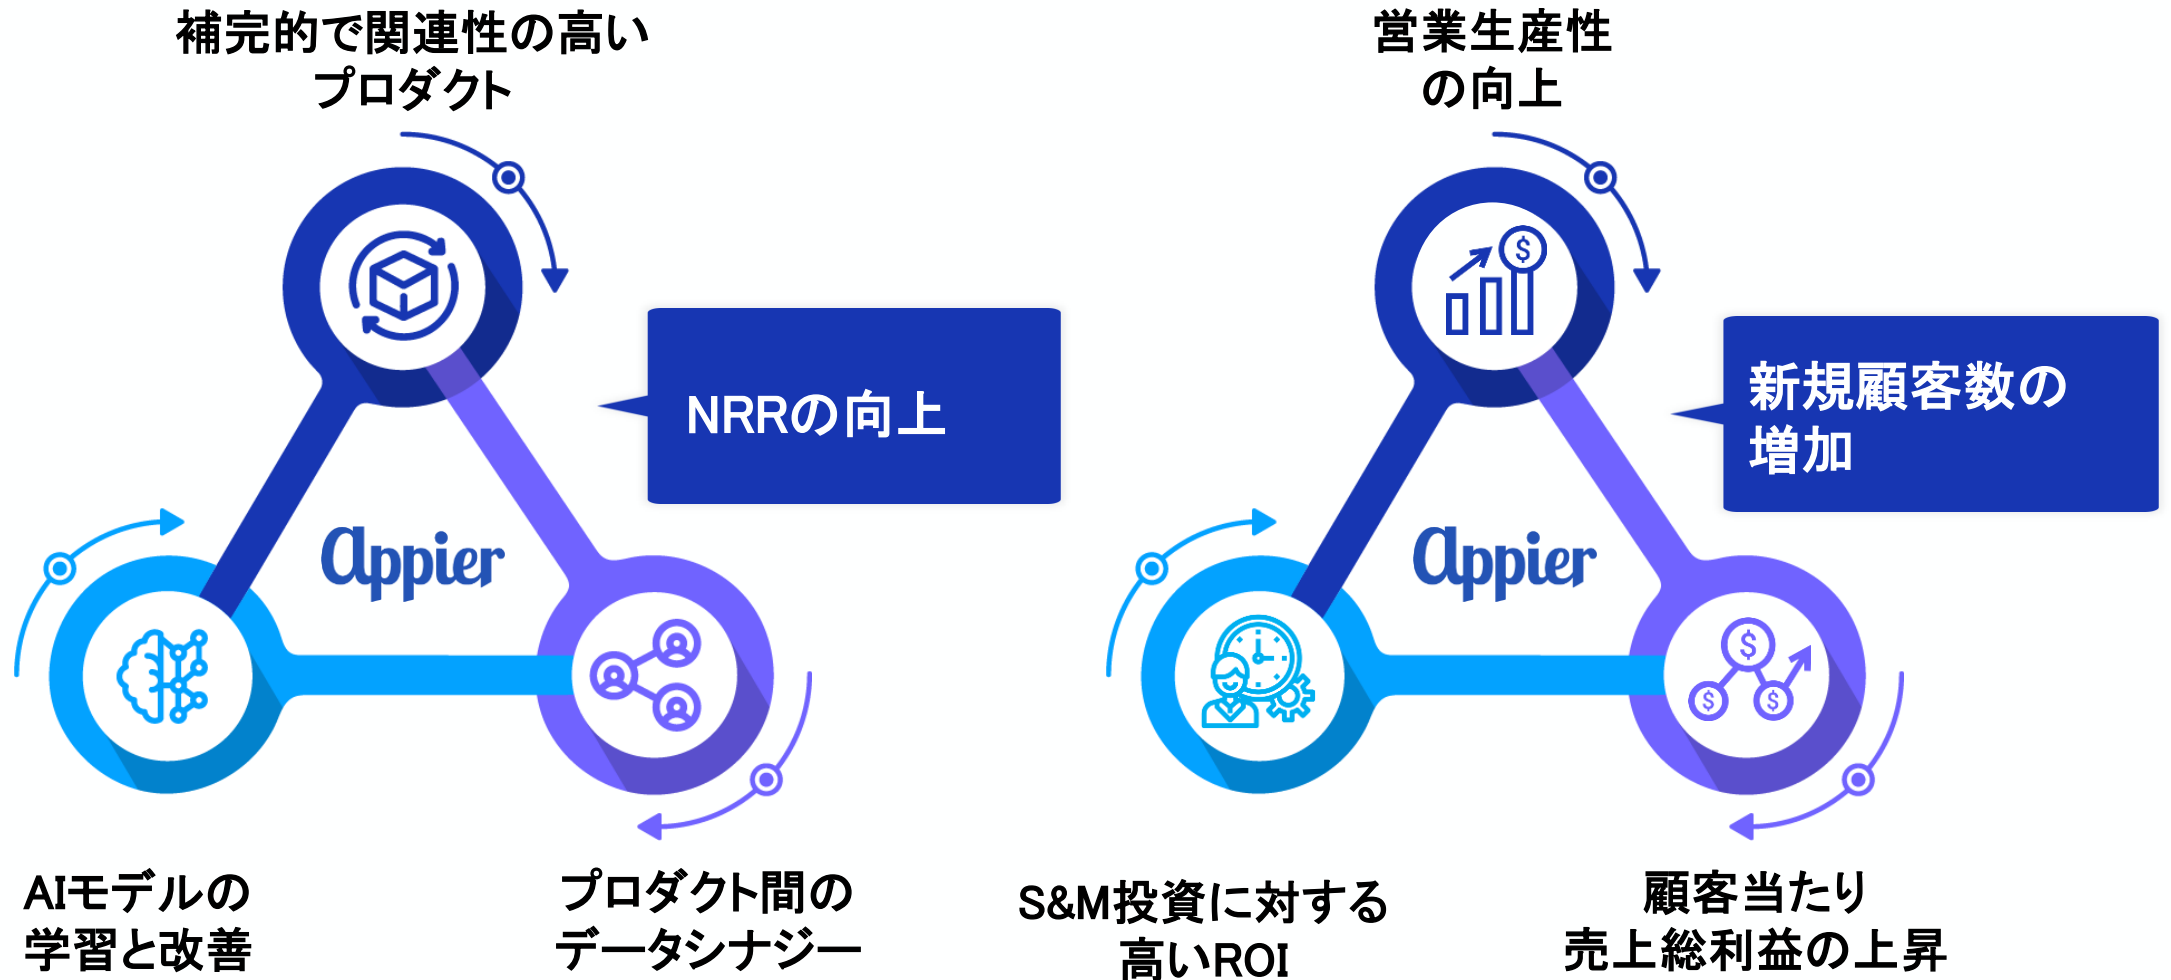 補完的で関連性の高い
プロダクト
NRRの向上
appier
AIモデルの
学習と改善
プロダクト間の
データシナジー
営業生産性
の向上
$
新規顧客数の
増加
appier
$
$
$
S&M投資に対する
高いROI
顧客当たり
売上総利益の上昇